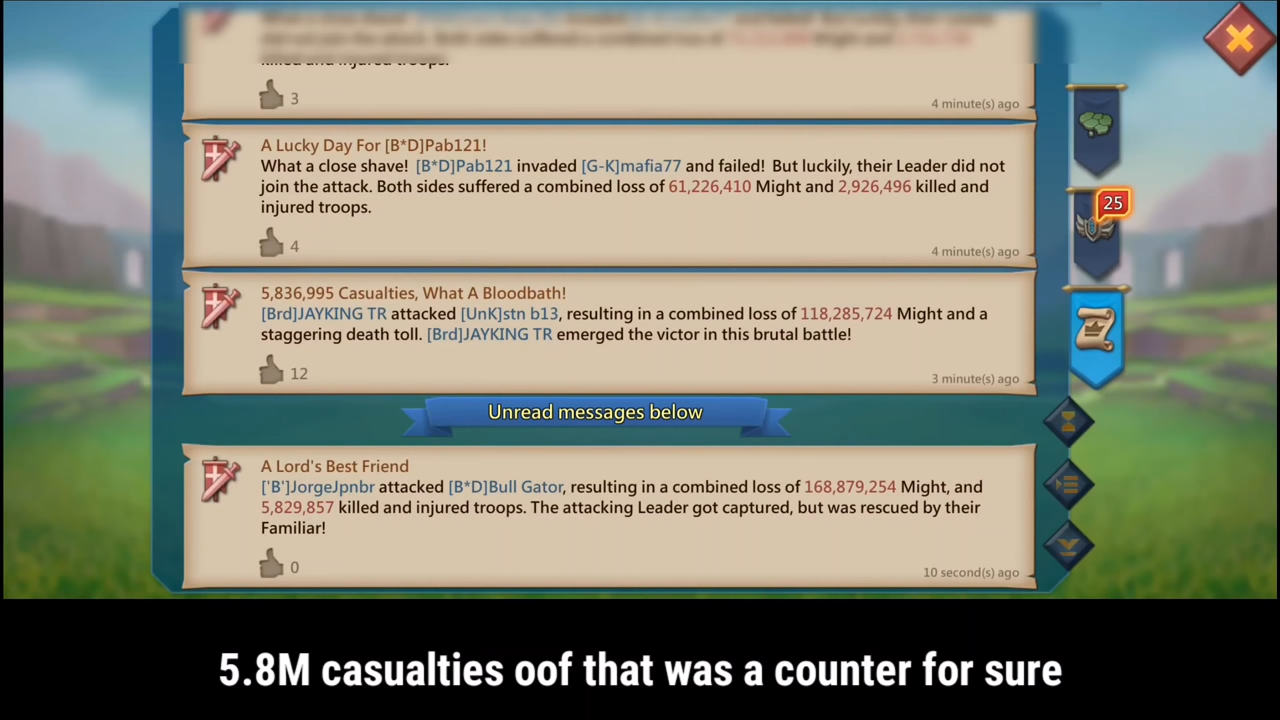 killed and injured troops.
3
4 minute(s) ago
A Lucky Day For [B*D]Pab121!
What a close shave! [B*D]Pab121 invaded [G-K]mafia77 and failed! But luckily, their Leader did not
join the attack. Both sides suffered a combined loss of 61,226,410 Might and 2,926,496 killed and
injured troops.
4
4 minute(s) ago
25
5,836,995 Casualties, What A Bloodbath!
[Brd]JAYKING TR attacked [UnK]stn b13, resulting in a combined loss of 118,285,724 Might and a
staggering death toll. [Brd]JAYKING TR emerged the victor in this brutal battle!
12
3 minute(s) ago
Unread messages below
A Lord's Best Friend
['B']JorgeJpnbr attacked [B*D]Bull Gator, resulting in a combined loss of 168,879,254 Might, and
5,829,857 killed and injured troops. The attacking Leader got captured, but was rescued by their
Familiar!
0
10 second(s) ago
5.8M casualties oof that was a counter for sure